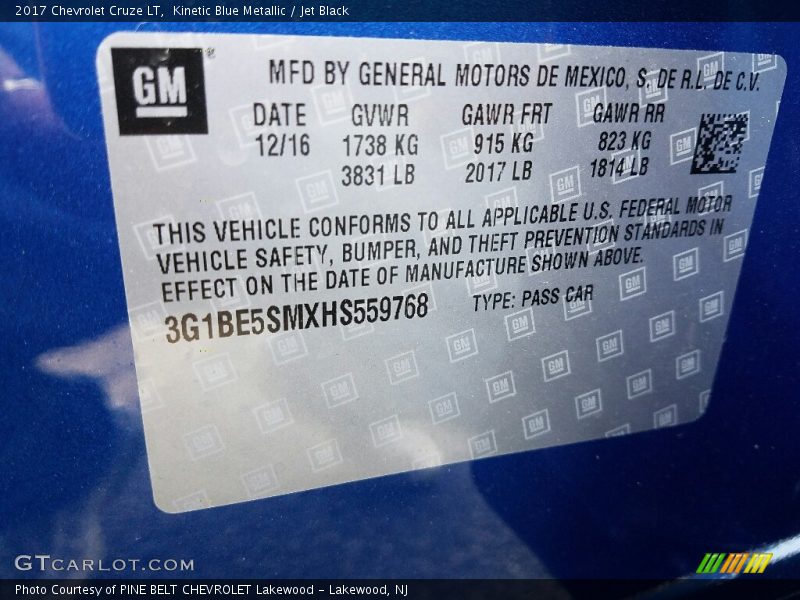 2017 Chevrolet Cruze LT, Kinetic Blue Metallic / Jet Black
GM ®
MFD BY GENERAL MOTORS DE MEXICO, S. DE R.L. DE C.V.
DATE GVWR GAWR FRT GAWR RR
12/16 1738 KG 915 KG 823 KG
3831 LB 2017 LB 1814 LB
THIS VEHICLE CONFORMS TO ALL APPLICABLE U.S. FEDERAL MOTOR
VEHICLE SAFETY, BUMPER, AND THEFT PREVENTION STANDARDS IN
EFFECT ON THE DATE OF MANUFACTURE SHOWN ABOVE.
3G1BE5SMXHS559768 TYPE: PASS CAR
GTCARLOT.COM
Photo Courtesy of PINE BELT CHEVROLET Lakewood - Lakewood, NJ